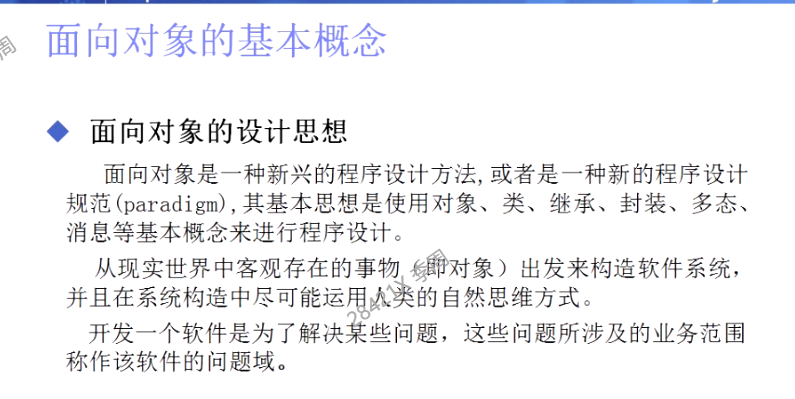 面向对象的基本概念
周
面向对象的设计思想
面向对象是一种新兴的程序设计方法,或者是一种新的程序设计
规范(paradigm),其基本思想是使用对象、类、继承、封装、多态、
消息等基本概念来进行程序设计。
从现实世界中客观存在的事物（即对象）出发来构造软件系统，
并且在系统构造中尽可能运用人类的自然思维方式。
28421X 李周
开发一个软件是为了解决某些问题，这些问题所涉及的业务范围
称作该软件的问题域。